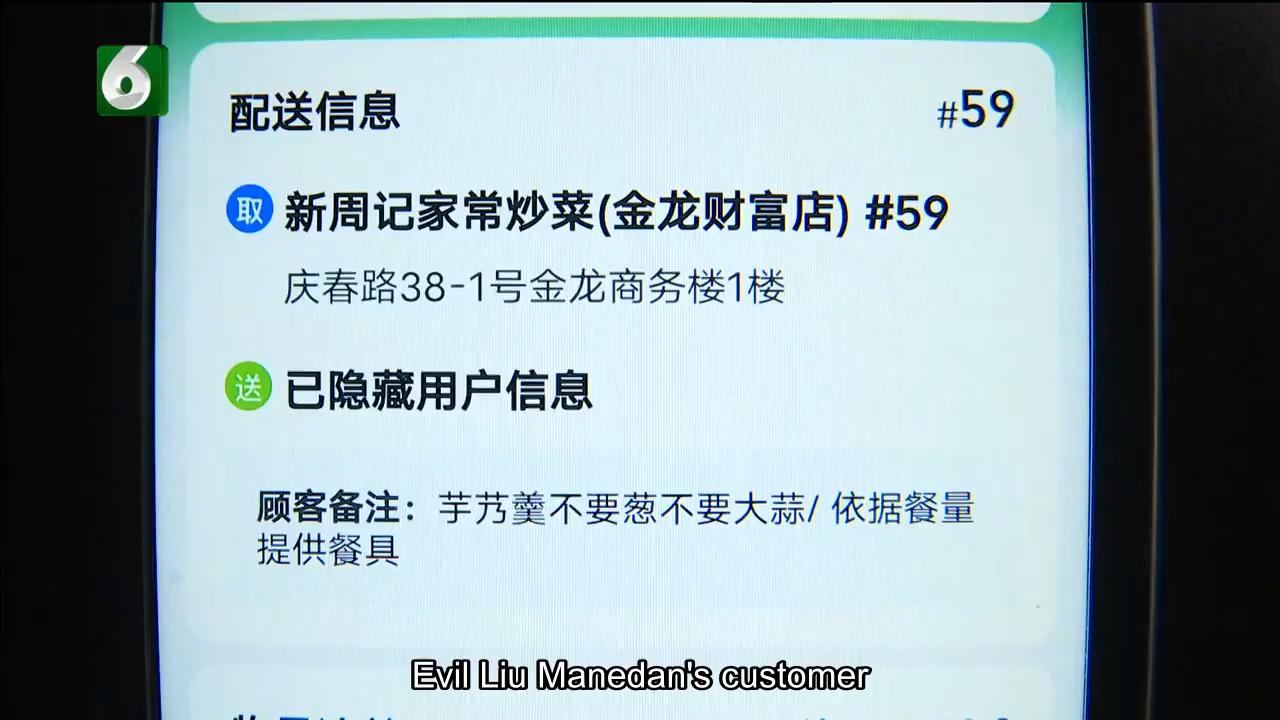 6
配送信息 #59
取 新周记家常炒菜(金龙财富店) #59
庆春路38-1号金龙商务楼1楼
送 已隐藏用户信息
顾客备注：芋艿羹不要葱不要大蒜/ 依据餐量
提供餐具
Evil Liu Manedan's customer